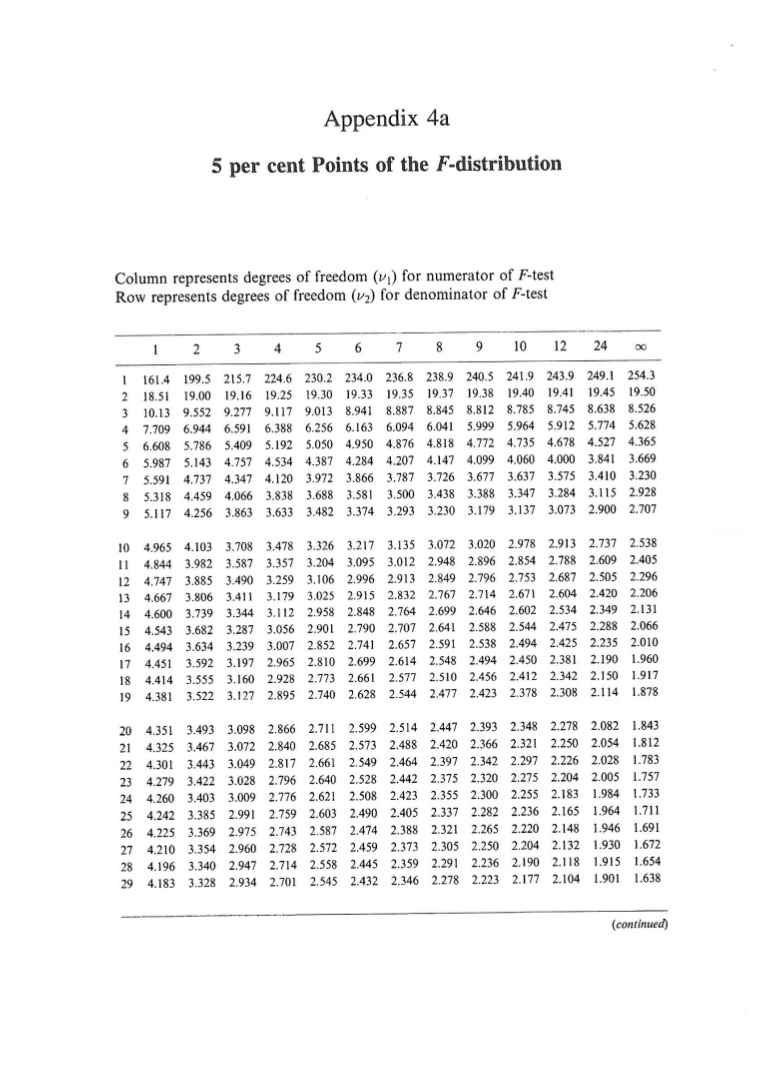 Appendix 4a
5 per cent Points of the F-distribution
Column represents degrees of freedom (ν₁) for numerator of F-test
Row represents degrees of freedom (ν₂) for denominator of F-test
1 2 3 4 5 6 7 8 9 10 12 24 ∞
1 161.4 199.5 215.7 224.6 230.2 234.0 236.8 238.9 240.5 241.9 243.9 249.1 254.3
2 18.51 19.00 19.16 19.25 19.30 19.33 19.35 19.37 19.38 19.40 19.41 19.45 19.50
3 10.13 9.552 9.277 9.117 9.013 8.941 8.887 8.845 8.812 8.785 8.745 8.638 8.526
4 7.709 6.944 6.591 6.388 6.256 6.163 6.094 6.041 5.999 5.964 5.912 5.774 5.628
5 6.608 5.786 5.409 5.192 5.050 4.950 4.876 4.818 4.772 4.735 4.678 4.527 4.365
6 5.987 5.143 4.757 4.534 4.387 4.284 4.207 4.147 4.099 4.060 4.000 3.841 3.669
7 5.591 4.737 4.347 4.120 3.972 3.866 3.787 3.726 3.677 3.637 3.575 3.410 3.230
8 5.318 4.459 4.066 3.838 3.688 3.581 3.500 3.438 3.388 3.347 3.284 3.115 2.928
9 5.117 4.256 3.863 3.633 3.482 3.374 3.293 3.230 3.179 3.137 3.073 2.900 2.707
10 4.965 4.103 3.708 3.478 3.326 3.217 3.135 3.072 3.020 2.978 2.913 2.737 2.538
11 4.844 3.982 3.587 3.357 3.204 3.095 3.012 2.948 2.896 2.854 2.788 2.609 2.405
12 4.747 3.885 3.490 3.259 3.106 2.996 2.913 2.849 2.796 2.753 2.687 2.505 2.296
13 4.667 3.806 3.411 3.179 3.025 2.915 2.832 2.767 2.714 2.671 2.604 2.420 2.206
14 4.600 3.739 3.344 3.112 2.958 2.848 2.764 2.699 2.646 2.602 2.534 2.349 2.131
15 4.543 3.682 3.287 3.056 2.901 2.790 2.707 2.641 2.588 2.544 2.475 2.288 2.066
16 4.494 3.634 3.239 3.007 2.852 2.741 2.657 2.591 2.538 2.494 2.425 2.235 2.010
17 4.451 3.592 3.197 2.965 2.810 2.699 2.614 2.548 2.494 2.450 2.381 2.190 1.960
18 4.414 3.555 3.160 2.928 2.773 2.661 2.577 2.510 2.456 2.412 2.342 2.150 1.917
19 4.381 3.522 3.127 2.895 2.740 2.628 2.544 2.477 2.423 2.378 2.308 2.114 1.878
20 4.351 3.493 3.098 2.866 2.711 2.599 2.514 2.447 2.393 2.348 2.278 2.082 1.843
21 4.325 3.467 3.072 2.840 2.685 2.573 2.488 2.420 2.366 2.321 2.250 2.054 1.812
22 4.301 3.443 3.049 2.817 2.661 2.549 2.464 2.397 2.342 2.297 2.226 2.028 1.783
23 4.279 3.422 3.028 2.796 2.640 2.528 2.442 2.375 2.320 2.275 2.204 2.005 1.757
24 4.260 3.403 3.009 2.776 2.621 2.508 2.423 2.355 2.300 2.255 2.183 1.984 1.733
25 4.242 3.385 2.991 2.759 2.603 2.490 2.405 2.337 2.282 2.236 2.165 1.964 1.711
26 4.225 3.369 2.975 2.743 2.587 2.474 2.388 2.321 2.265 2.220 2.148 1.946 1.691
27 4.210 3.354 2.960 2.728 2.572 2.459 2.373 2.305 2.250 2.204 2.132 1.930 1.672
28 4.196 3.340 2.947 2.714 2.558 2.445 2.359 2.291 2.236 2.190 2.118 1.915 1.654
29 4.183 3.328 2.934 2.701 2.545 2.432 2.346 2.278 2.223 2.177 2.104 1.901 1.638
(continued)